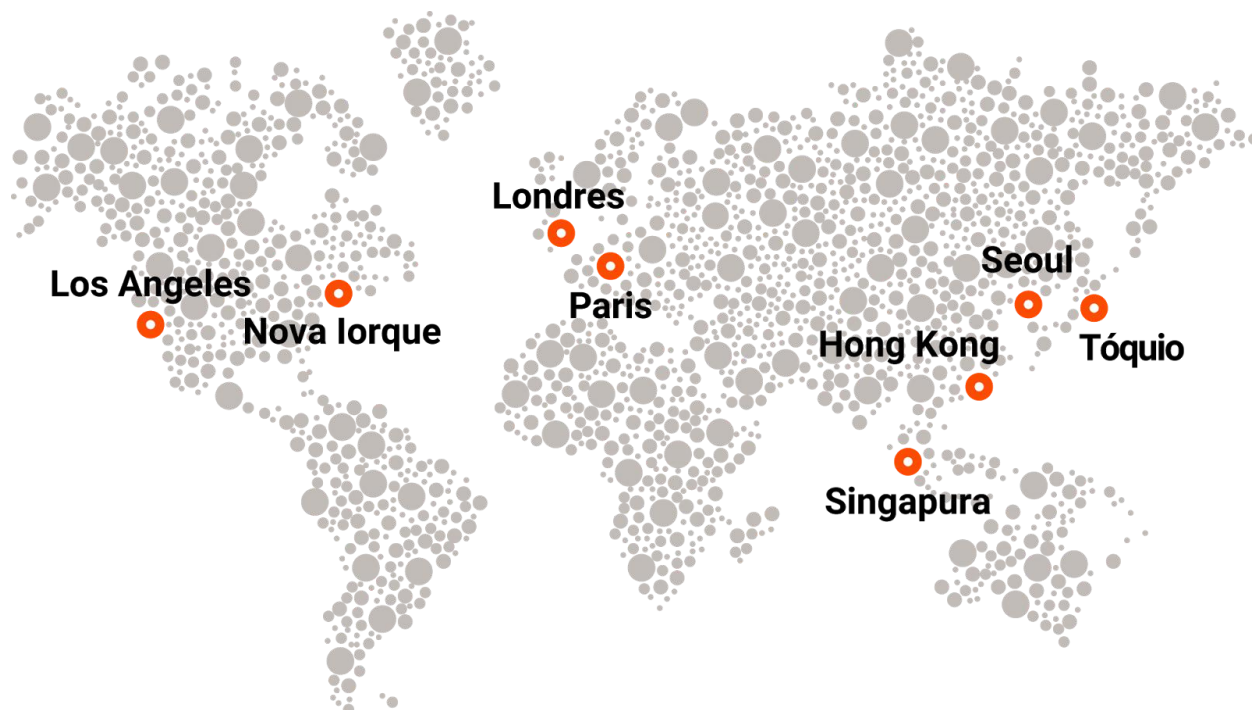 Londres
Seoul
Los Angeles
Paris
Nova Iorque
Hong Kong
Tóquio
Singapura